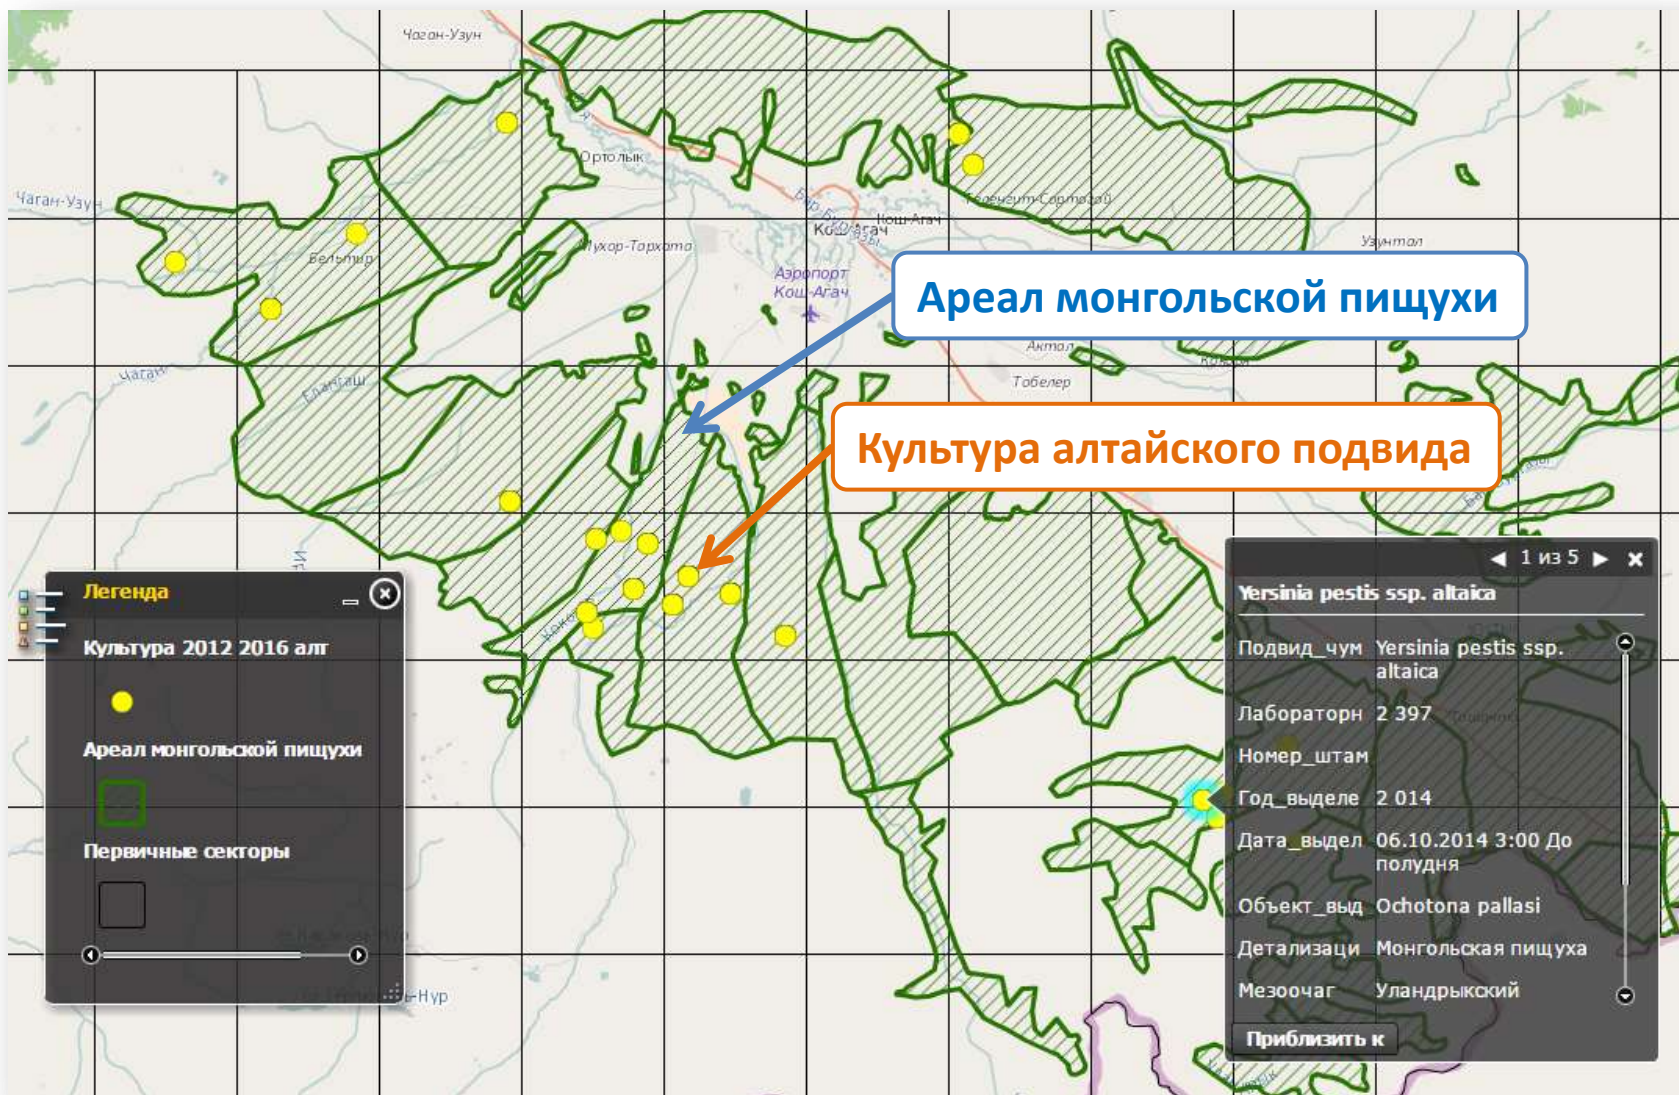 Чаган-Узун
Ортолык
Чаган-Узун
Бельтир
Мухор-Тархата
Бар-Бургазы
Кош-Агач
Кош-Агач
Теленгит-Сортогой
Узунтал
Аэропорт
Кош-Агач
Ареал монгольской пищухи
Актал
Тобелер
Чаган
Елангаш
Культура алтайского подвида
Легенда
Культура 2012 2016 алт
Ареал монгольской пищухи
Первичные секторы
1 из 5
Yersinia pestis ssp. altaica
Подвид_чум Yersinia pestis ssp.
altaica
Лабораторн 2 397
Номер_штам
Год_выделе 2 014
Дата_выдел 06.10.2014 3:00 До
полудня
Объект_выд Ochotona pallasi
Детализаци Монгольская пищуха
Мезоочаг Уландрыкский
Приблизить к